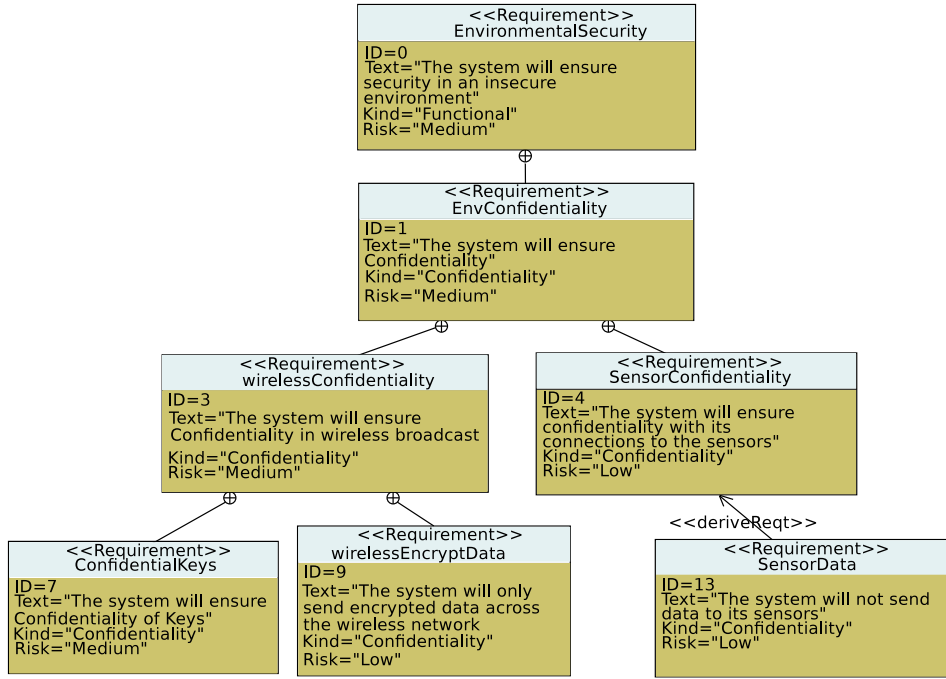 <<Requirement>>
EnvironmentalSecurity
ID=0
Text="The system will ensure
security in an insecure
environment"
Kind="Functional"
Risk="Medium"
<<Requirement>>
EnvConfidentiality
ID=1
Text="The system will ensure
Confidentiality"
Kind="Confidentiality"
Risk="Medium"
<<Requirement>>
wirelessConfidentiality
ID=3
Text="The system will ensure
Confidentiality in wireless broadcast
Kind="Confidentiality"
Risk="Medium"
<<Requirement>>
SensorConfidentiality
ID=4
Text="The system will ensure
confidentiality with its
connections to the sensors"
Kind="Confidentiality"
Risk="Low"
<<deriveReqt>>
<<Requirement>>
ConfidentialKeys
ID=7
Text="The system will ensure
Confidentiality of Keys"
Kind="Confidentiality"
Risk="Medium"
<<Requirement>>
wirelessEncryptData
ID=9
Text="The system will only
send encrypted data across
the wireless network
Kind="Confidentiality"
Risk="Low"
<<Requirement>>
SensorData
ID=13
Text="The system will not send
data to its sensors"
Kind="Confidentiality"
Risk="Low"